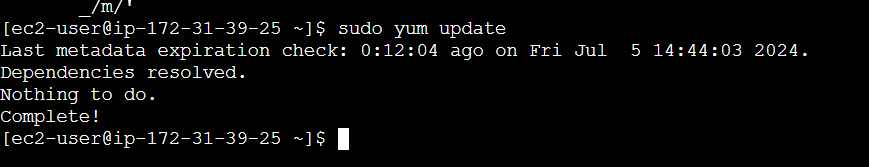 _/m/'
[ec2-user@ip-172-31-39-25 ~]$ sudo yum update
Last metadata expiration check: 0:12:04 ago on Fri Jul  5 14:44:03 2024.
Dependencies resolved.
Nothing to do.
Complete!
[ec2-user@ip-172-31-39-25 ~]$